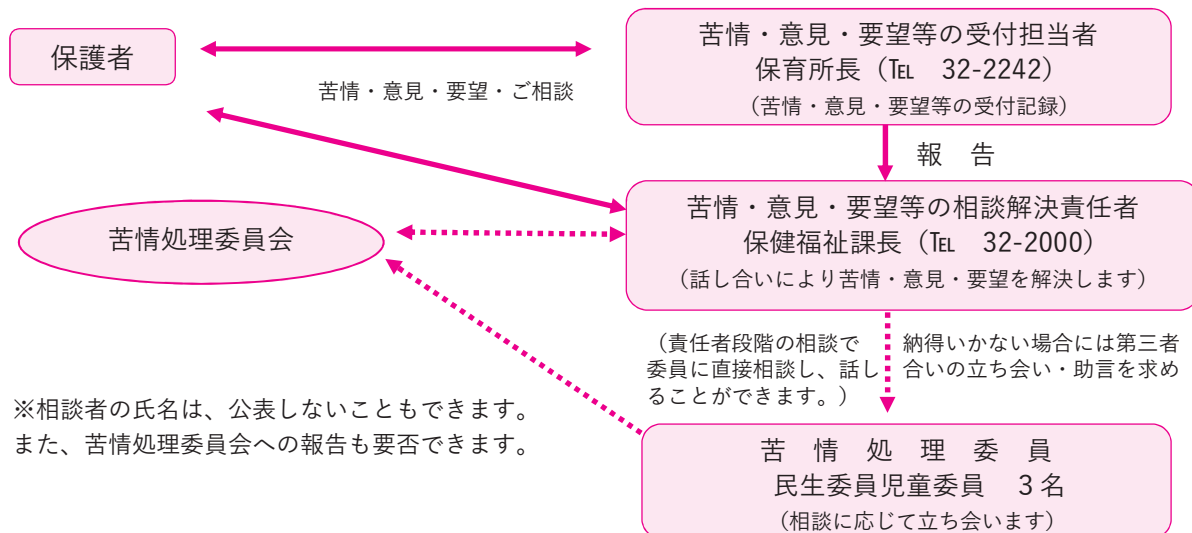 保護者
苦情・意見・要望・ご相談
苦情・意見・要望等の受付担当者
保育所長（℡　32-2242）
（苦情・意見・要望等の受付記録）
報　告
苦情・意見・要望等の相談解決責任者
保健福祉課長（℡　32-2000）
（話し合いにより苦情・意見・要望を解決します）
苦情処理委員会
（責任者段階の相談で　納得いかない場合には第三者
委員に直接相談し、話し　合いの立ち会い・助言を求め
ることができます。）
※相談者の氏名は、公表しないこともできます。
また、苦情処理委員会への報告も要否できます。
苦　情　処　理　委　員
民生委員児童委員　３名
（相談に応じて立ち会います）